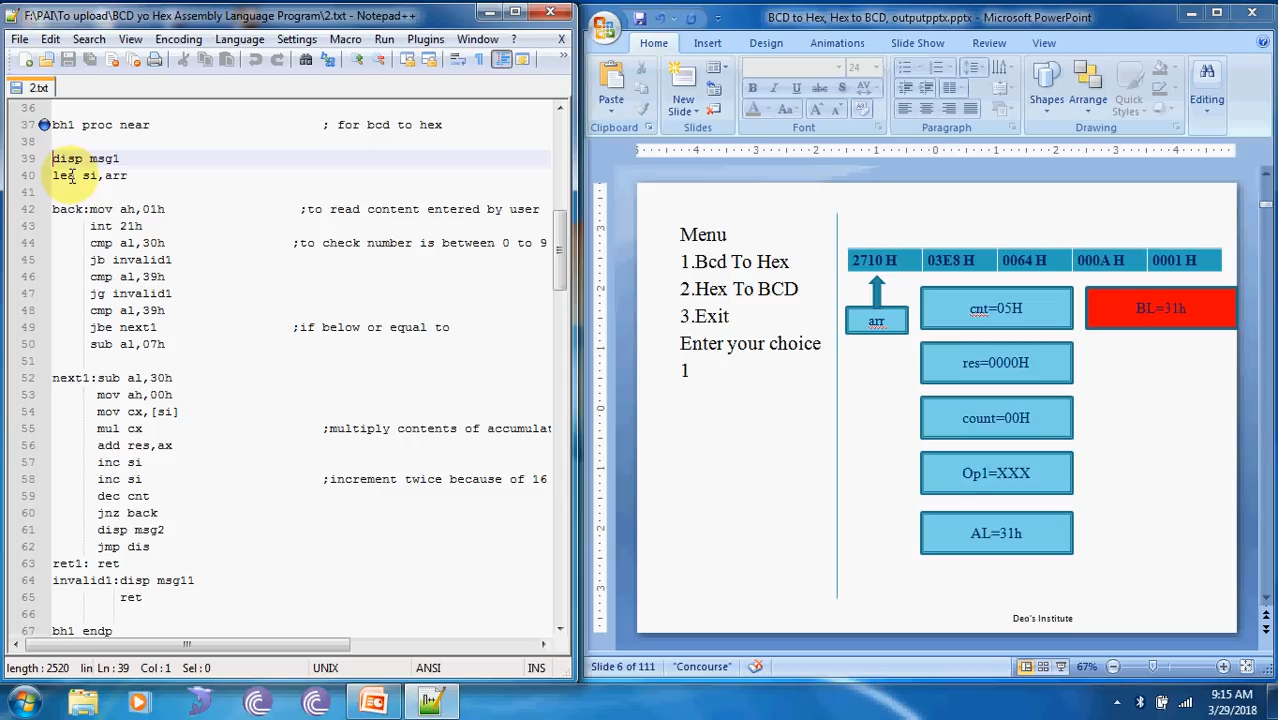 F:\PAI\To upload\BCD yo Hex Assembly Language Program\2.txt - Notepad++
File Edit Search View Encoding Language Settings Macro Run Plugins Window ? X
2.txt
36
37 bh1 proc near ; for bcd to hex
38
39 disp msg1
40 lea si,arr
41
42 back:mov ah,01h ;to read content entered by user
43 int 21h
44 cmp al,30h ;to check number is between 0 to 9
45 jb invalid1
46 cmp al,39h
47 jg invalid1
48 cmp al,39h
49 jbe next1 ;if below or equal to
50 sub al,07h
51
52 next1:sub al,30h
53 mov ah,00h
54 mov cx,[si]
55 mul cx ;multiply contents of accumulat
56 add res,ax
57 inc si
58 inc si ;increment twice because of 16
59 dec cnt
60 jnz back
61 disp msg2
62 jmp dis
63 ret1: ret
64 invalid1:disp msg11
65 ret
66
67 bh1 endp
length : 2520 lin Ln : 39 Col : 1 Sel : 0 UNIX ANSI INS
BCD to Hex, Hex to BCD, outputpptx.pptx - Microsoft PowerPoint
Home Insert Design Animations Slide Show Review View
24
Paste
New Slide
Shapes Arrange Quick Styles
Editing
Clipboard Slides Font Paragraph Drawing
Menu
1.Bcd To Hex
2.Hex To BCD
3.Exit
Enter your choice
1
2710 H 03E8 H 0064 H 000A H 0001 H
arr
cnt=05H
BL=31h
res=0000H
count=00H
Op1=XXX
AL=31h
Deo's Institute
Slide 6 of 111 "Concourse" 67%
9:15 AM
3/29/2018